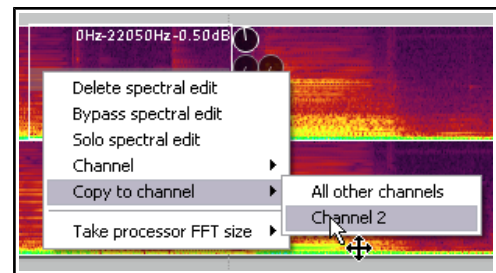 0Hz-22050Hz-0.50dB
Delete spectral edit
Bypass spectral edit
Solo spectral edit
Channel
Copy to channel
All other channels
Channel 2
Take processor FFT size